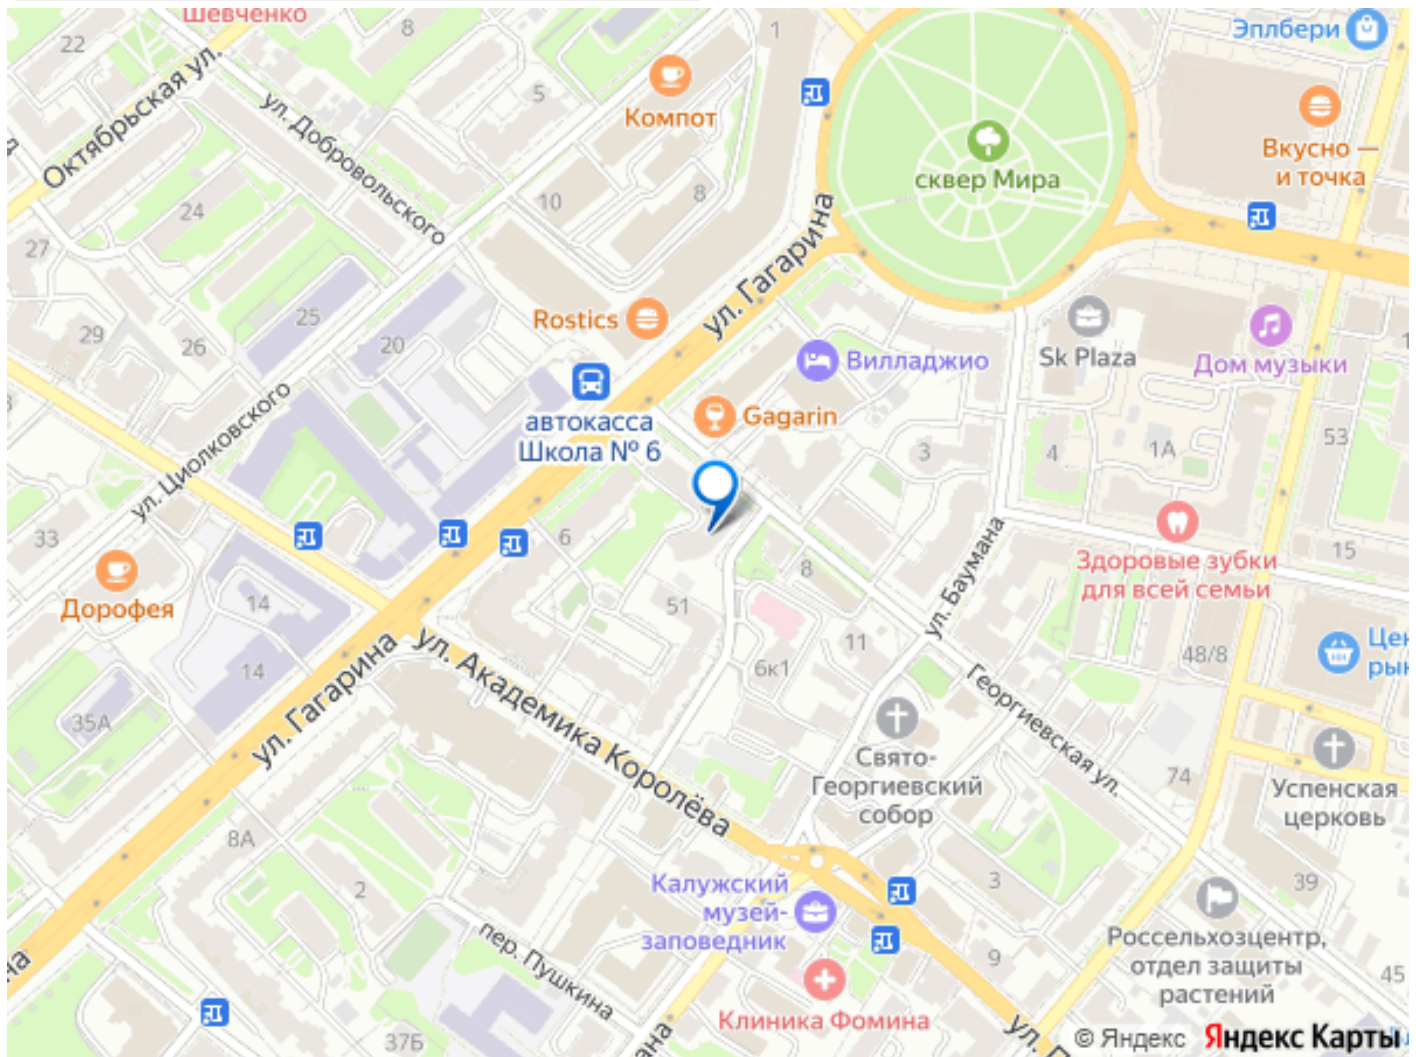 Шевченко
22
8
1
Эплбери
Октябрьская ул.
ул. Добровольского
5
Компот
Вкусно —
и точка
сквер Мира
24
10
8
27
ул. Гагарина
25
29
26
20
Rostics
Вилладжио
Sk Plaza
Дом музыки
автокасса
Школа № 6
Gagarin
3
4
1А
53
ул. Циолковского
33
6
ул. Баумана
15
Здоровые зубки
для всей семьи
Дорофея
14
8
51
11
6к1
48/8
14
35А
ул. Гагарина
ул. Академика Королёва
Георгиевская ул.
Свято-
Георгиевский
собор
74
Успенская
церковь
8А
2
3
39
Калужский
музей-
заповедник
пер. Пушкина
9
Россельхозцентр,
отдел защиты
растений
45
Клиника Фомина
37Б
© Яндекс
Яндекс Карты